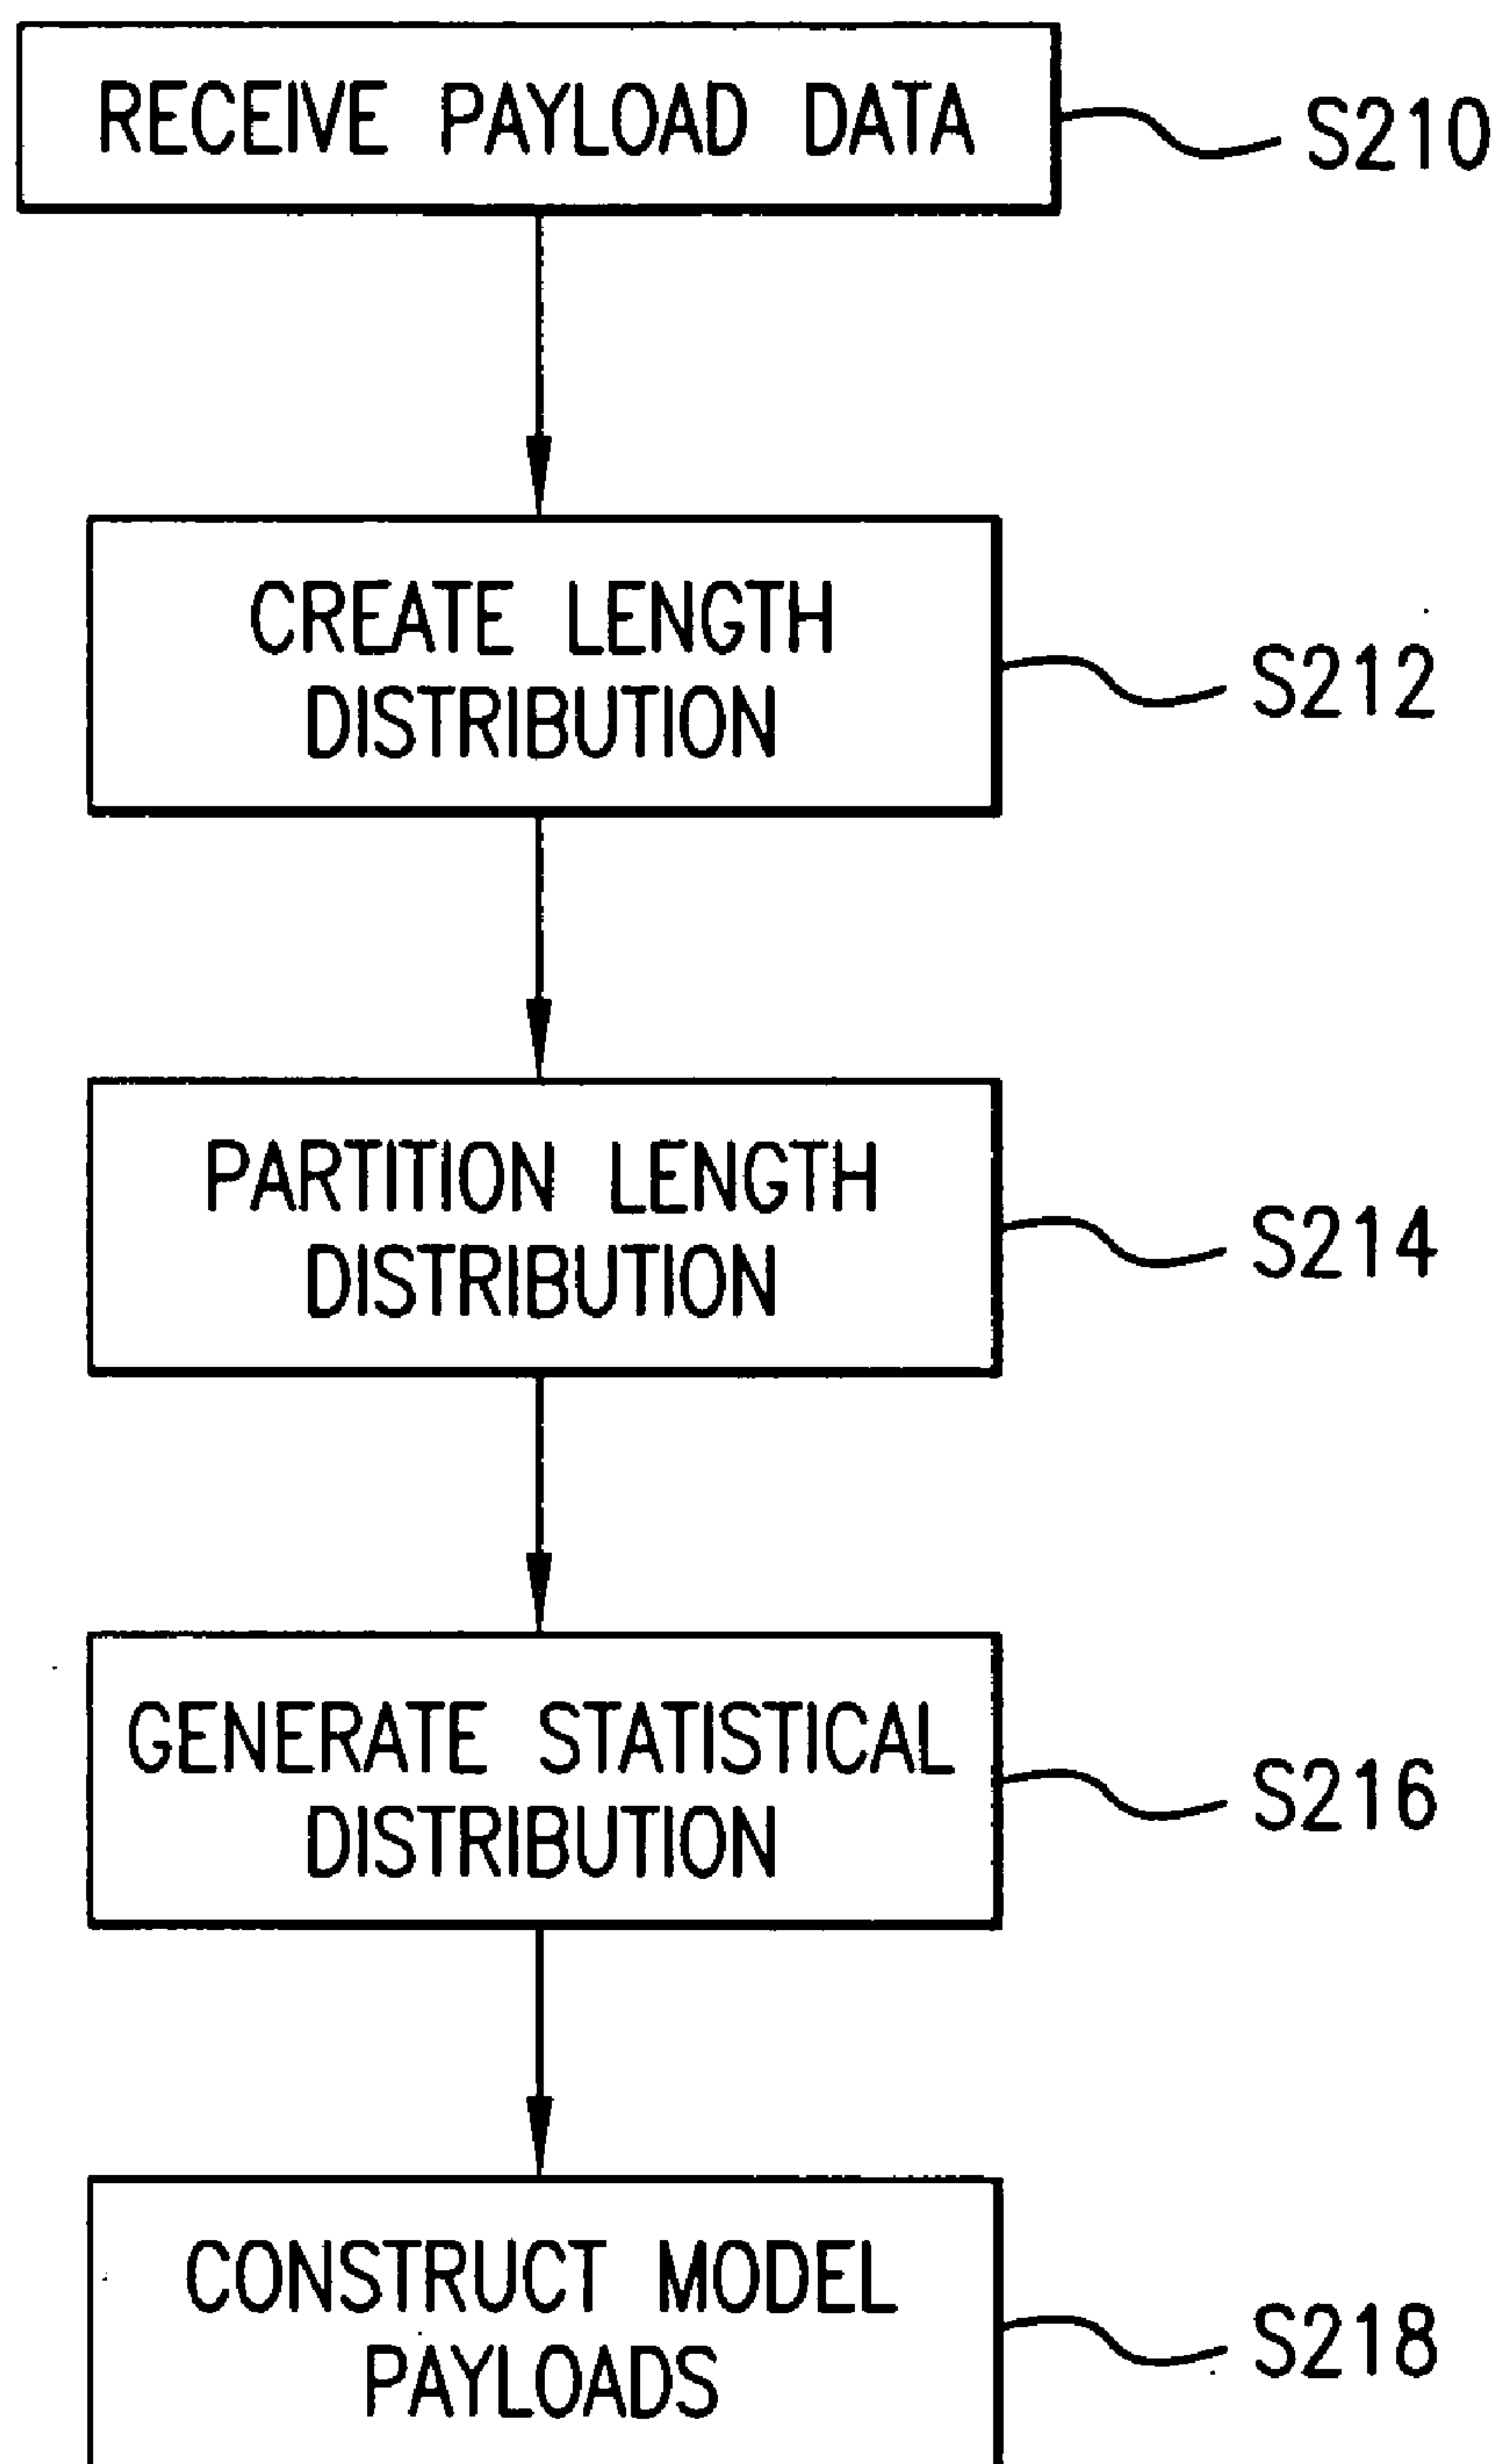 RECEIVE PAYLOAD DATA
S210
CREATE LENGTH
DISTRIBUTION
S212
PARTITION LENGTH
DISTRIBUTION
S214
GENERATE STATISTICAL
DISTRIBUTION
S216
CONSTRUCT MODEL
PAYLOADS
S218